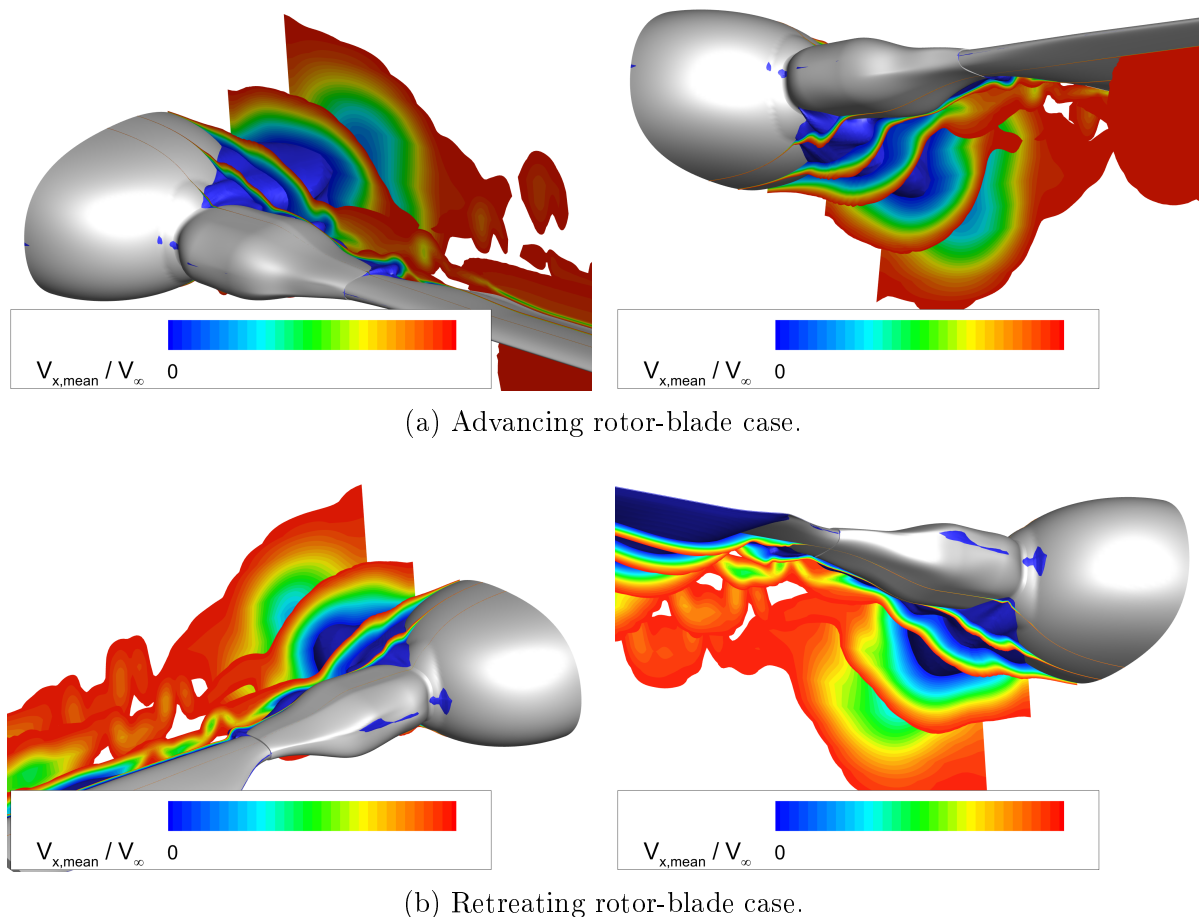 V_x,mean / V_∞ 0
V_x,mean / V_∞ 0
(a) Advancing rotor-blade case.
V_x,mean / V_∞ 0
V_x,mean / V_∞ 0
(b) Retreating rotor-blade case.